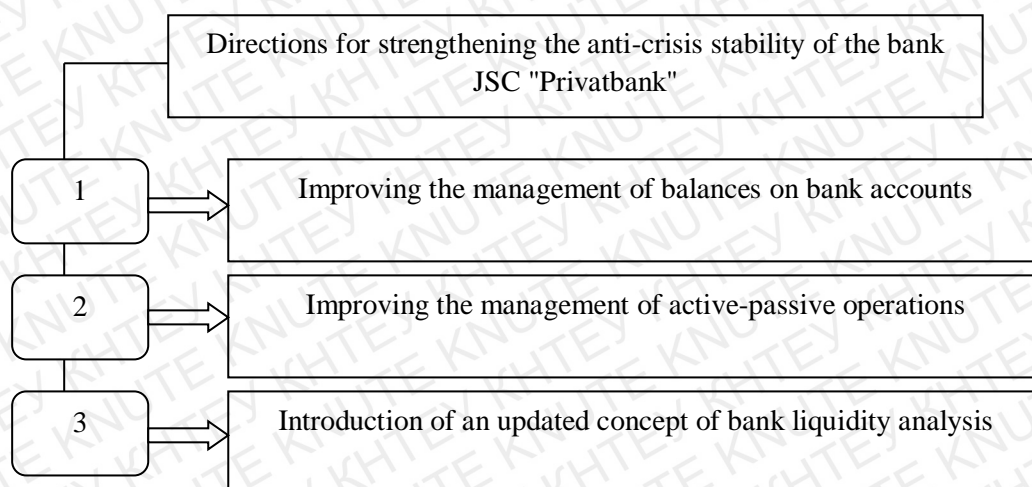 Directions for strengthening the anti-crisis stability of the bank
JSC "Privatbank"
1
Improving the management of balances on bank accounts
2
Improving the management of active-passive operations
3
Introduction of an updated concept of bank liquidity analysis